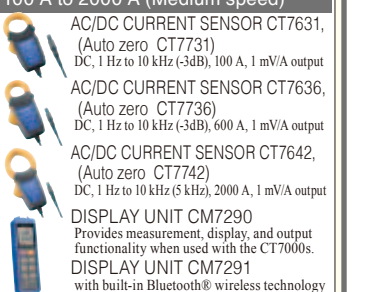 100 A to 2000 A (Medium speed)
AC/DC CURRENT SENSOR CT7631,
(Auto zero CT7731)
DC, 1 Hz to 10 kHz (-3dB), 100 A, 1 mV/A output
AC/DC CURRENT SENSOR CT7636,
(Auto zero CT7736)
DC, 1 Hz to 10 kHz (-3dB), 600 A, 1 mV/A output
AC/DC CURRENT SENSOR CT7642,
(Auto zero CT7742)
DC, 1 Hz to 10 kHz (5 kHz), 2000 A, 1 mV/A output
DISPLAY UNIT CM7290
Provides measurement, display, and output
functionality when used with the CT7000s.
DISPLAY UNIT CM7291
with built-in Bluetooth® wireless technology